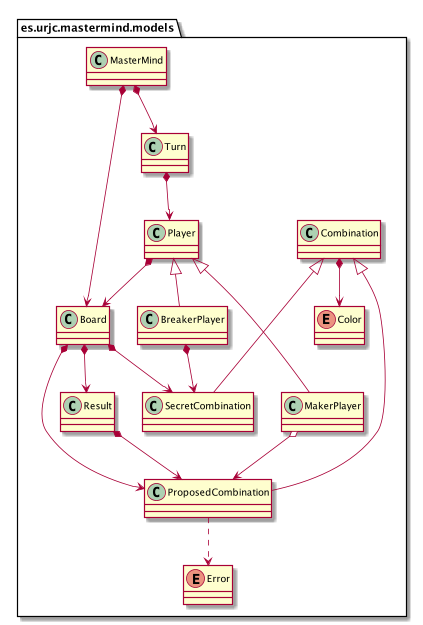 es.urjc.mastermind.models
C MasterMind
C Turn
C Player
C Combination
C Board
C BreakerPlayer
E Color
C Result
C SecretCombination
C MakerPlayer
C ProposedCombination
E Error